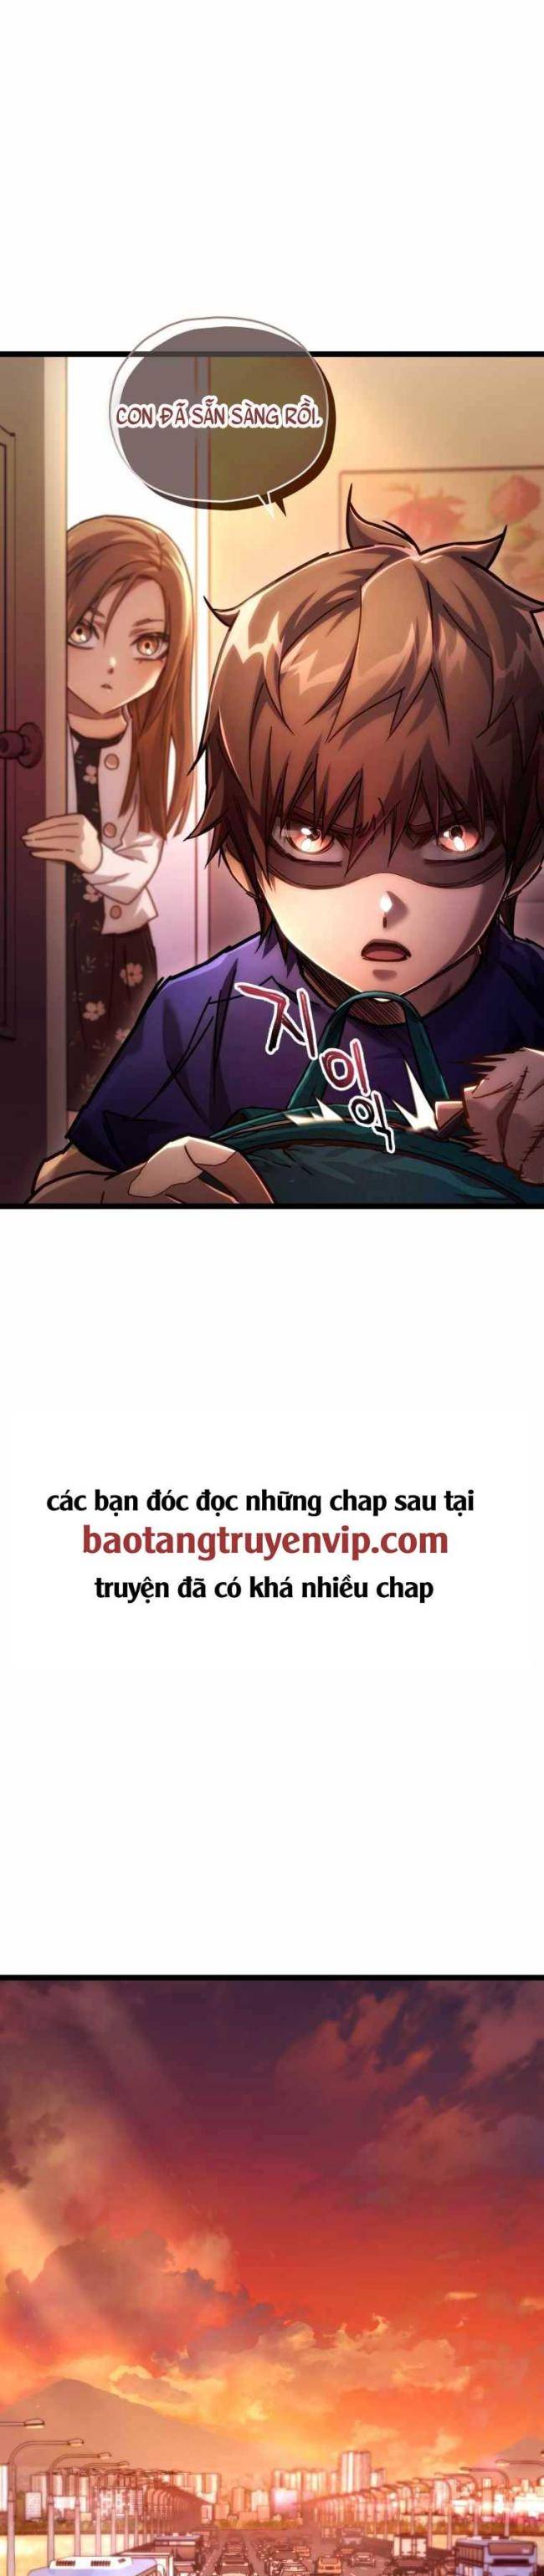 CON ĐÃ SẴN SÀNG RỒI.
지이익
các bạn đóc đọc những chap sau tại
baotangtruyenvip.com
truyện đã có khá nhiều chap